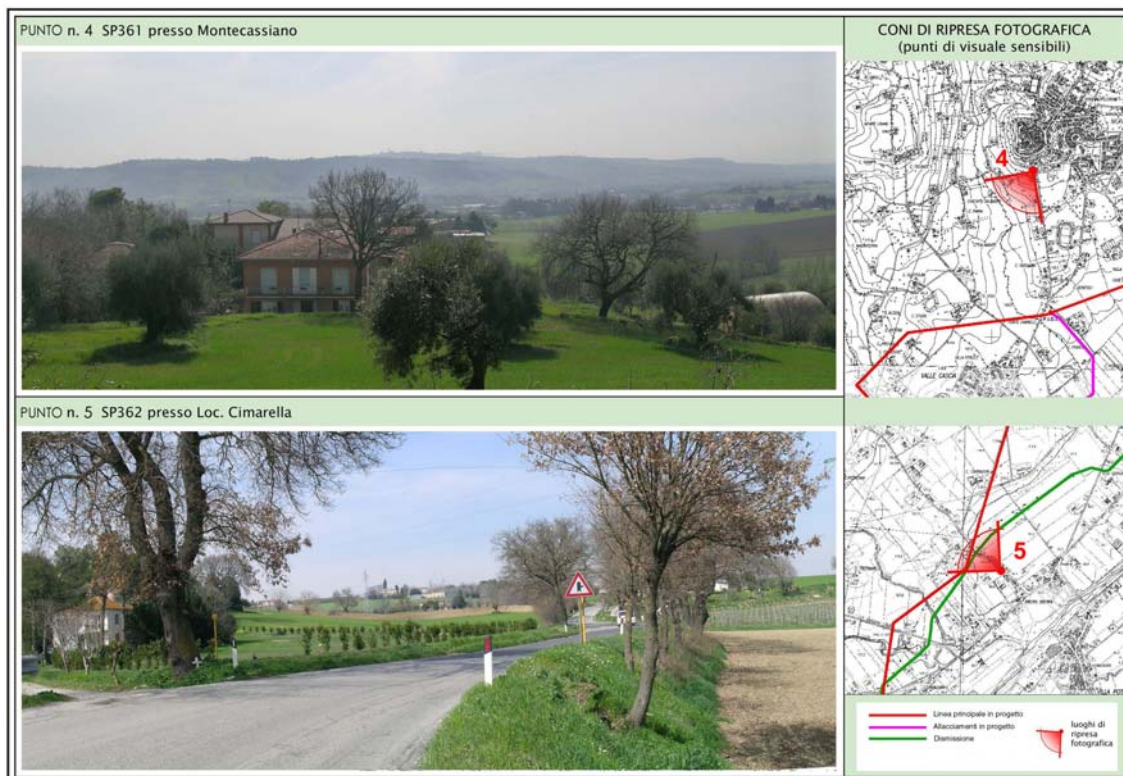 PUNTO n. 4 SP361 presso Montecassiano
CONI DI RIPRESA FOTOGRAFICA
(punti di visuale sensibili)
4
VALLE CASCIA
PUNTO n. 5 SP362 presso Loc. Cimarella
5
Linea principale in progetto
Allacciamenti in progetto
Dismissione
luoghi di
ripresa
fotografica